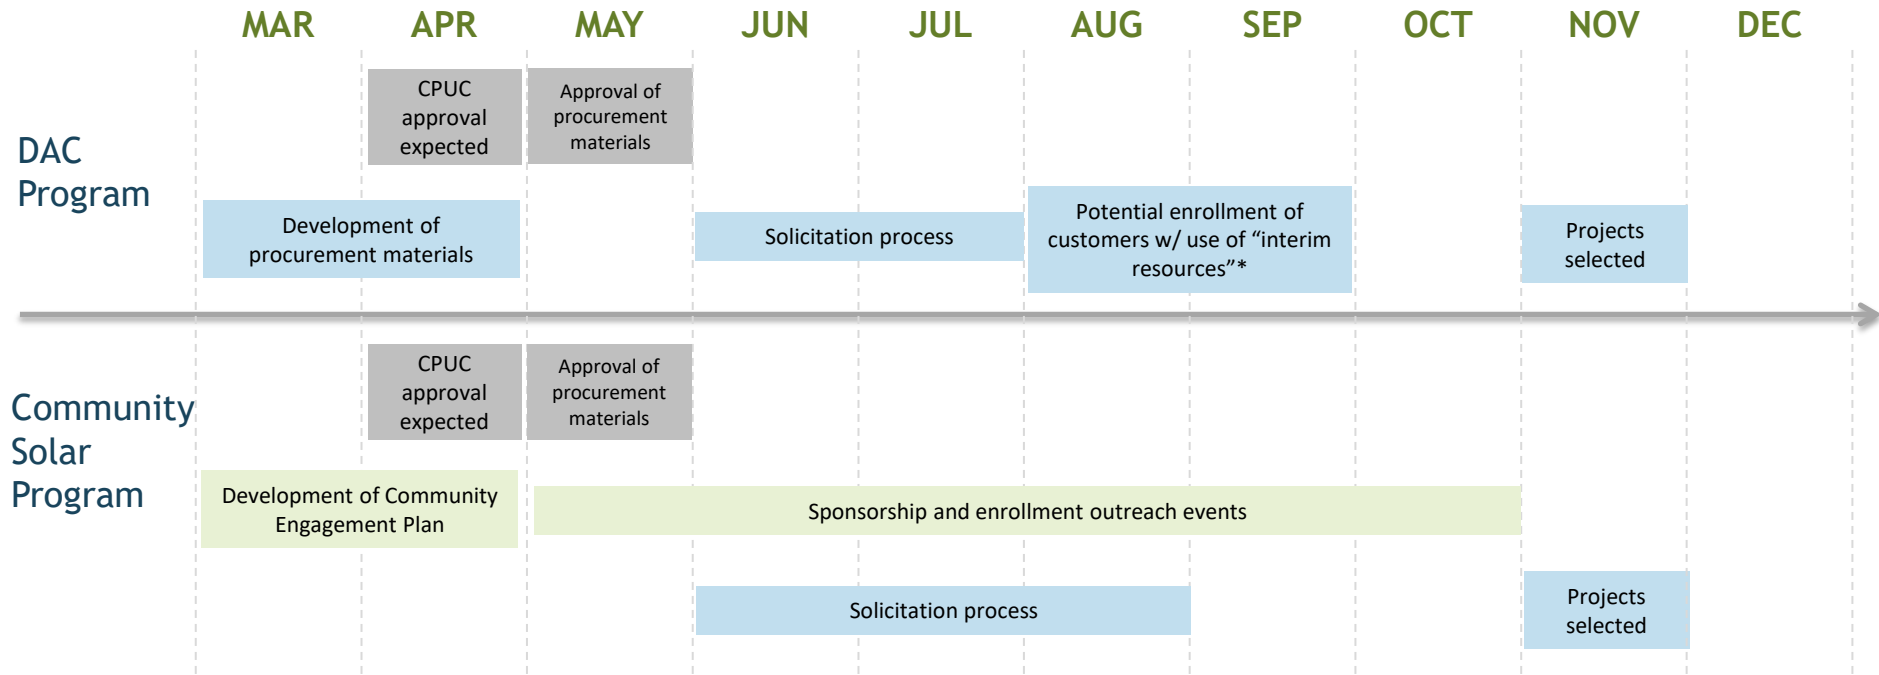 MAR APR MAY JUN JUL AUG SEP OCT NOV DEC
DAC
Program
CPUC
approval
expected
Approval of
procurement
materials
Development of
procurement materials
Solicitation process
Potential enrollment of
customers w/ use of “interim
resources”*
Projects
selected
Community
Solar
Program
CPUC
approval
expected
Approval of
procurement
materials
Development of Community
Engagement Plan
Sponsorship and enrollment outreach events
Solicitation process
Projects
selected